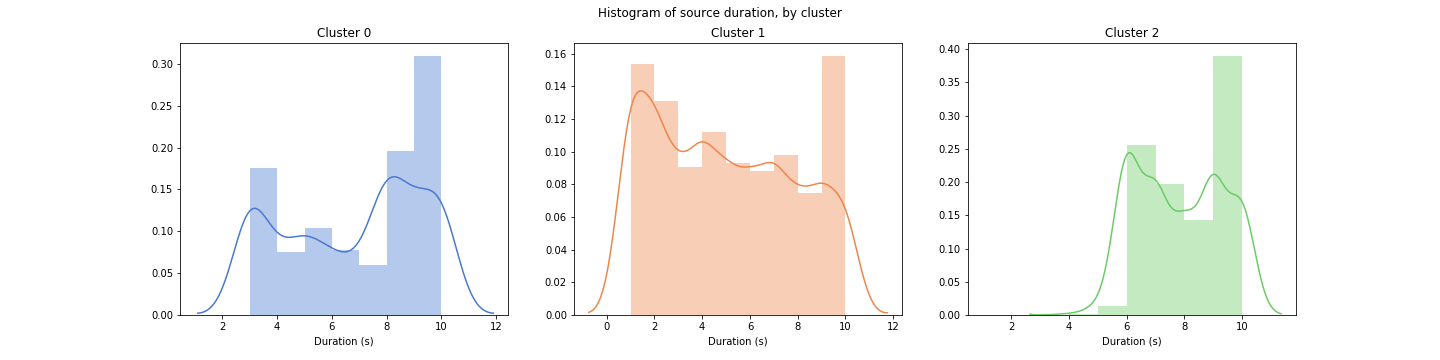 Histogram of source duration, by cluster
Cluster 0
0.30
0.25
0.20
0.15
0.10
0.05
0.00
2 4 6 8 10 12
Duration (s)
Cluster 1
0.16
0.14
0.12
0.10
0.08
0.06
0.04
0.02
0.00
0 2 4 6 8 10 12
Duration (s)
Cluster 2
0.40
0.35
0.30
0.25
0.20
0.15
0.10
0.05
0.00
2 4 6 8 10
Duration (s)